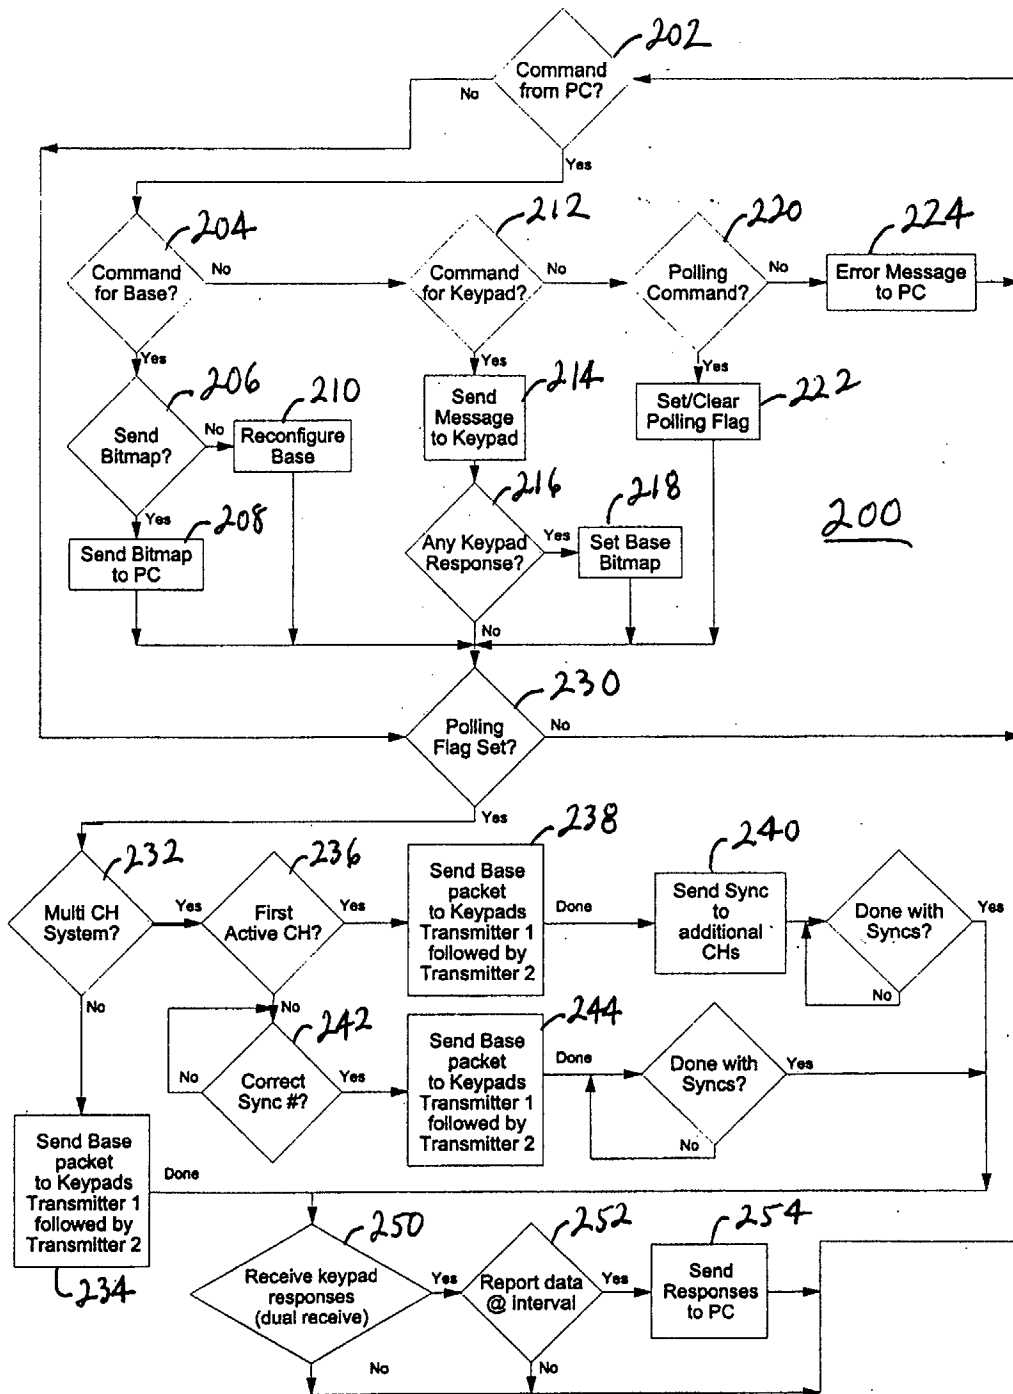 202
Command
from PC?
No
Yes
204
Command
for Base?
No
212
Command
for Keypad?
No
220
Polling
Command?
No
224
Error Message
to PC
Yes
Yes
Yes
206
Send
Bitmap?
No
210
Reconfigure
Base
214
Send
Message
to Keypad
222
Set/Clear
Polling Flag
Yes
208
Send Bitmap
to PC
216
Any Keypad
Response?
Yes
218
Set Base
Bitmap
200
No
230
Polling
Flag Set?
No
Yes
232
Multi CH
System?
Yes
236
First
Active CH?
Yes
238
Send Base
packet
to Keypads
Transmitter 1
followed by
Transmitter 2
Done
240
Send Sync
to
additional
CHs
Done with
Syncs?
Yes
No
No
No
242
Correct
Sync #?
No
Yes
244
Send Base
packet
to Keypads
Transmitter 1
followed by
Transmitter 2
Done
Done with
Syncs?
Yes
No
Send Base
packet
to Keypads
Transmitter 1
followed by
Transmitter 2
Done
234
250
Receive keypad
responses
(dual receive)
Yes
252
Report data
@ interval
Yes
254
Send
Responses
to PC
No
No